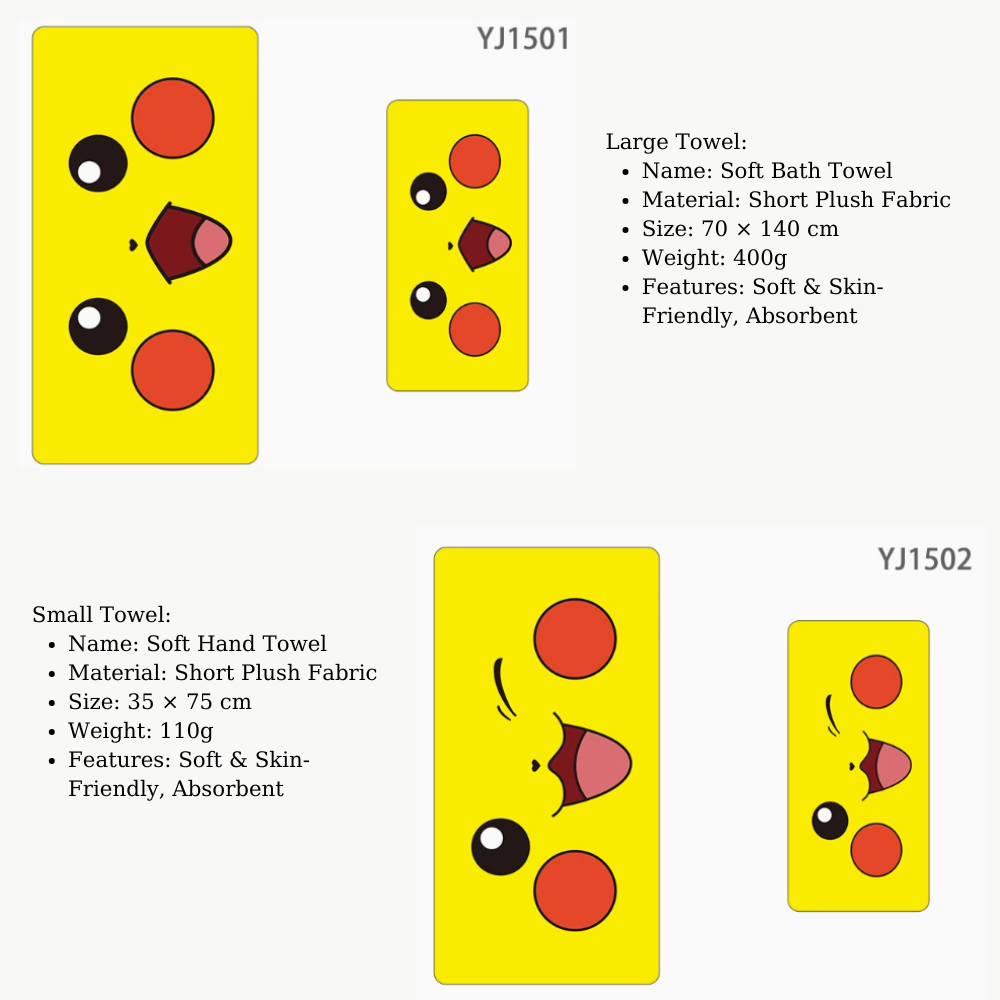 YJ1501
Large Towel:
• Name: Soft Bath Towel
• Material: Short Plush Fabric
• Size: 70 × 140 cm
• Weight: 400g
• Features: Soft & Skin-
Friendly, Absorbent
YJ1502
Small Towel:
• Name: Soft Hand Towel
• Material: Short Plush Fabric
• Size: 35 × 75 cm
• Weight: 110g
• Features: Soft & Skin-
Friendly, Absorbent